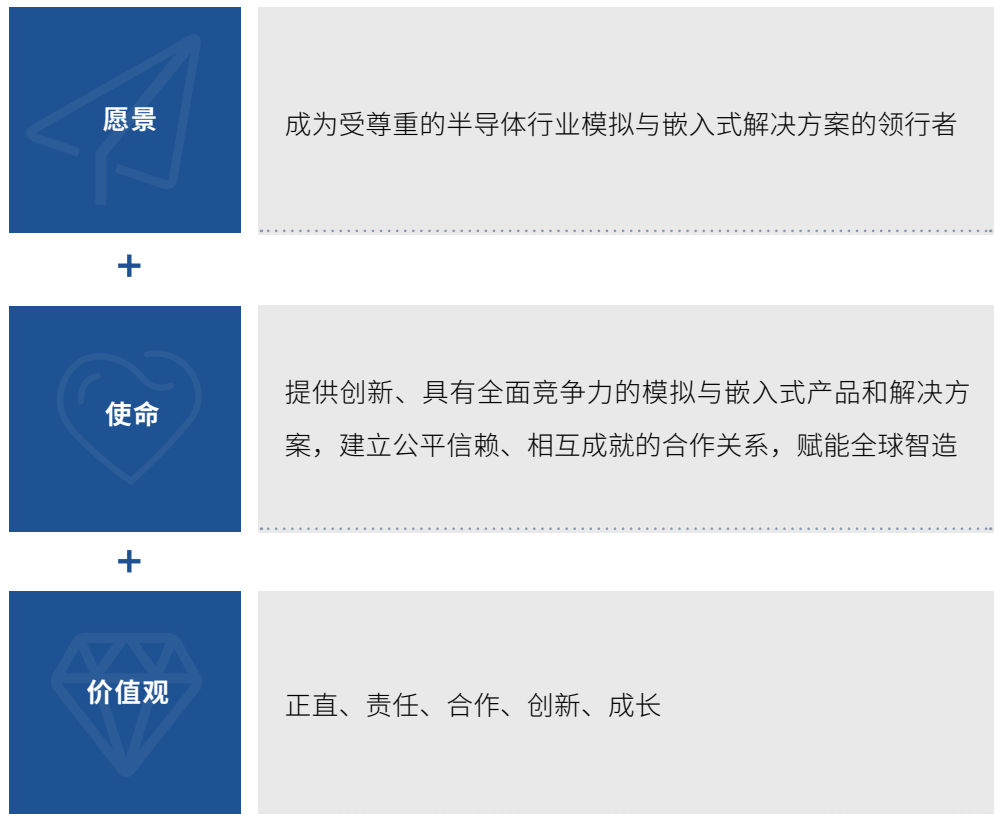 愿景
成为受尊重的半导体行业模拟与嵌入式解决方案的领行者
+
使命
提供创新、具有全面竞争力的模拟与嵌入式产品和解决方
案，建立公平信赖、相互成就的合作关系，赋能全球智造
+
价值观
正直、责任、合作、创新、成长